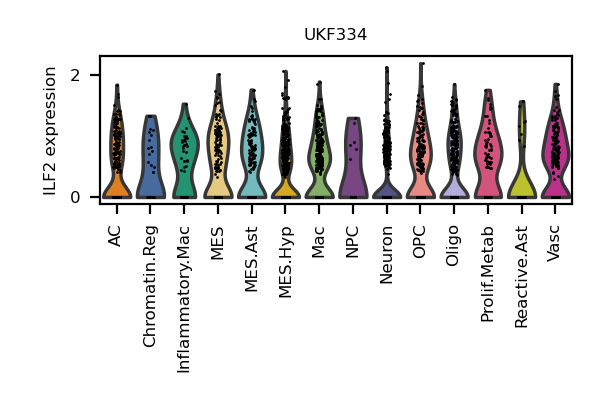 UKF334
ILF2 expression
2
0
AC
Chromatin.Reg
Inflammatory.Mac
MES
MES.Ast
MES.Hyp
Mac
NPC
Neuron
OPC
Oligo
Prolif.Metab
Reactive.Ast
Vasc